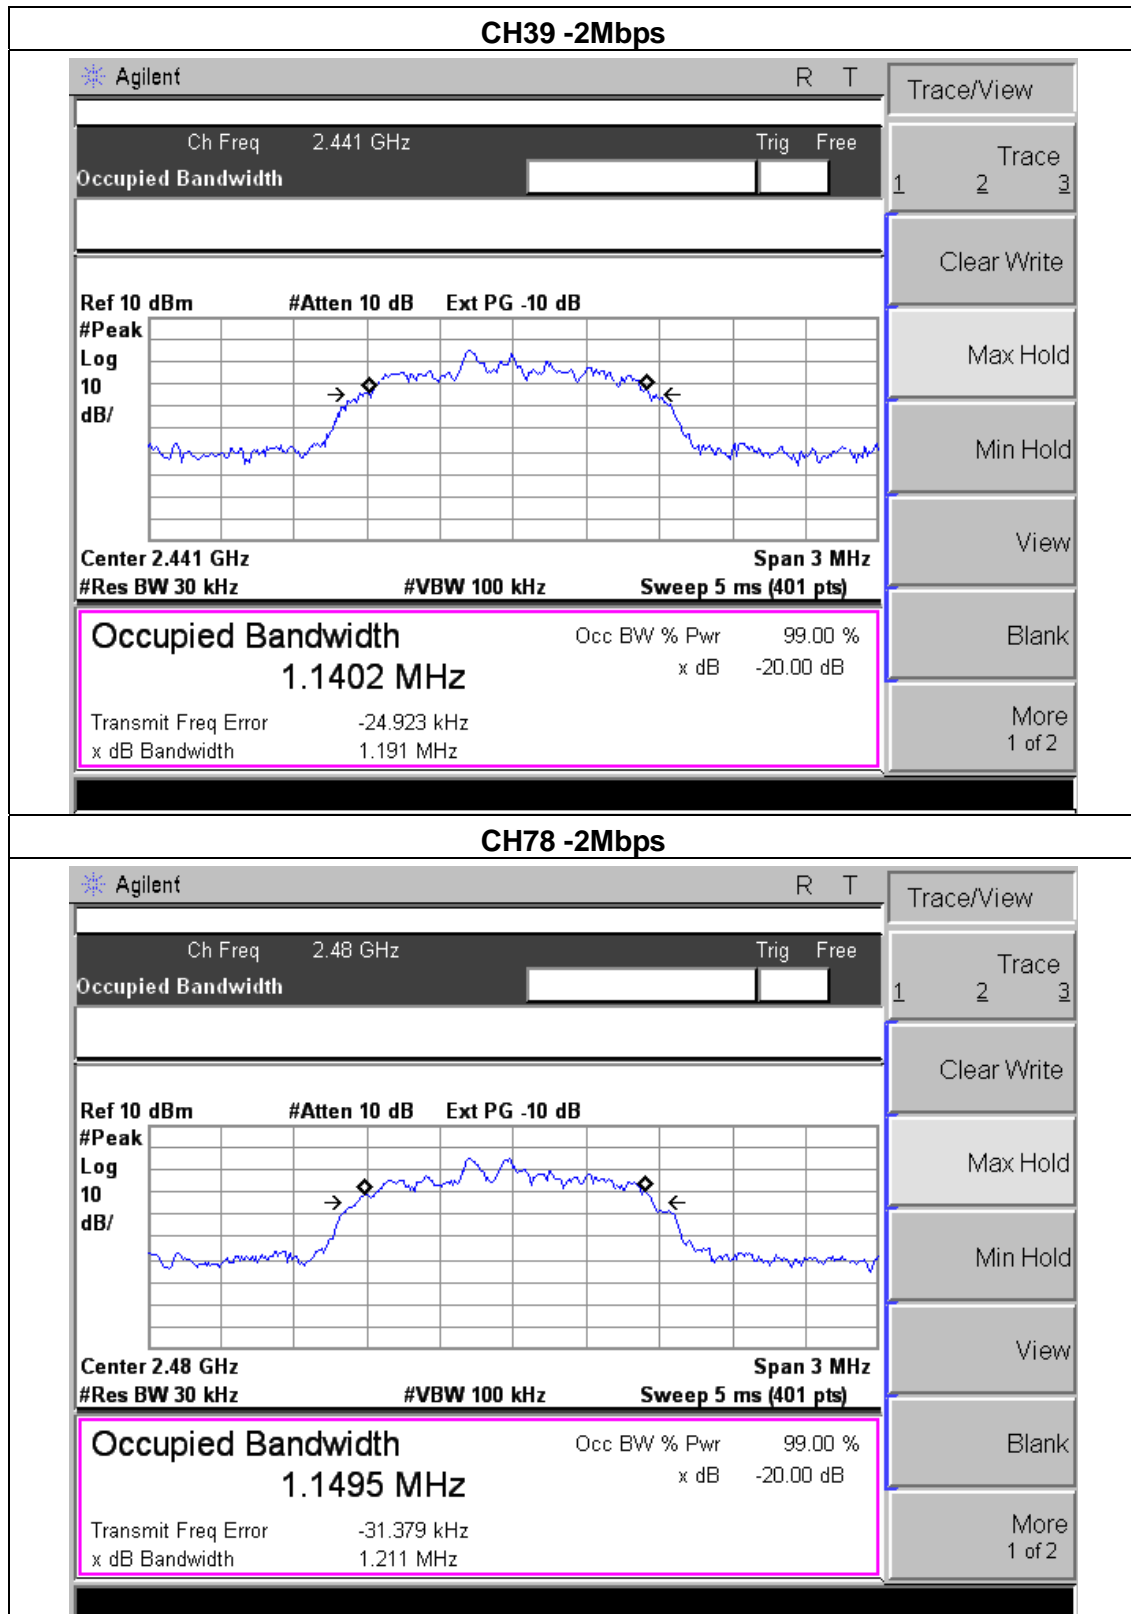 CH39 -2Mbps
Agilent R T
Trace/View
Ch Freq 2.441 GHz Trig Free
Occupied Bandwidth
Trace
1 2 3
Clear Write
Ref 10 dBm #Atten 10 dB Ext PG -10 dB
#Peak
Log
10
dB/
Max Hold
Min Hold
View
Center 2.441 GHz Span 3 MHz
#Res BW 30 kHz #VBW 100 kHz Sweep 5 ms (401 pts)
Occupied Bandwidth Occ BW % Pwr 99.00 %
1.1402 MHz x dB -20.00 dB
Blank
Transmit Freq Error -24.923 kHz
x dB Bandwidth 1.191 MHz
More
1 of 2
CH78 -2Mbps
Agilent R T
Trace/View
Ch Freq 2.48 GHz Trig Free
Occupied Bandwidth
Trace
1 2 3
Clear Write
Ref 10 dBm #Atten 10 dB Ext PG -10 dB
#Peak
Log
10
dB/
Max Hold
Min Hold
View
Center 2.48 GHz Span 3 MHz
#Res BW 30 kHz #VBW 100 kHz Sweep 5 ms (401 pts)
Occupied Bandwidth Occ BW % Pwr 99.00 %
1.1495 MHz x dB -20.00 dB
Blank
Transmit Freq Error -31.379 kHz
x dB Bandwidth 1.211 MHz
More
1 of 2